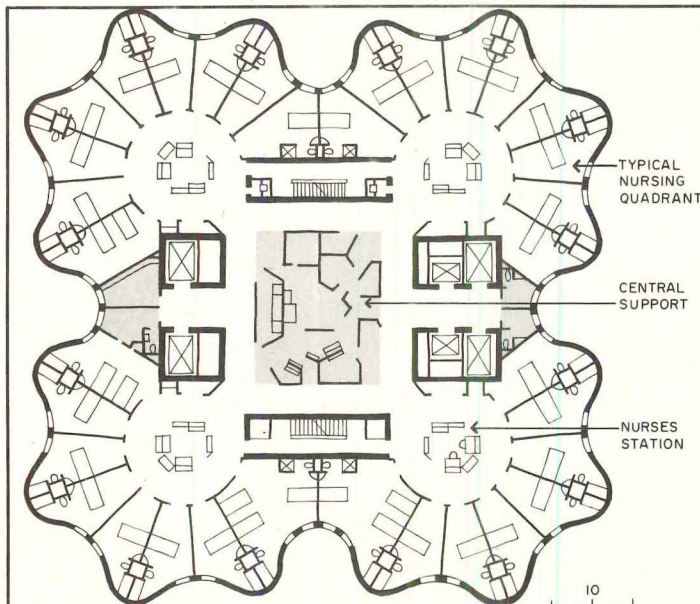 TYPICAL
NURSING
QUADRANT
CENTRAL
SUPPORT
NURSES
STATION
10